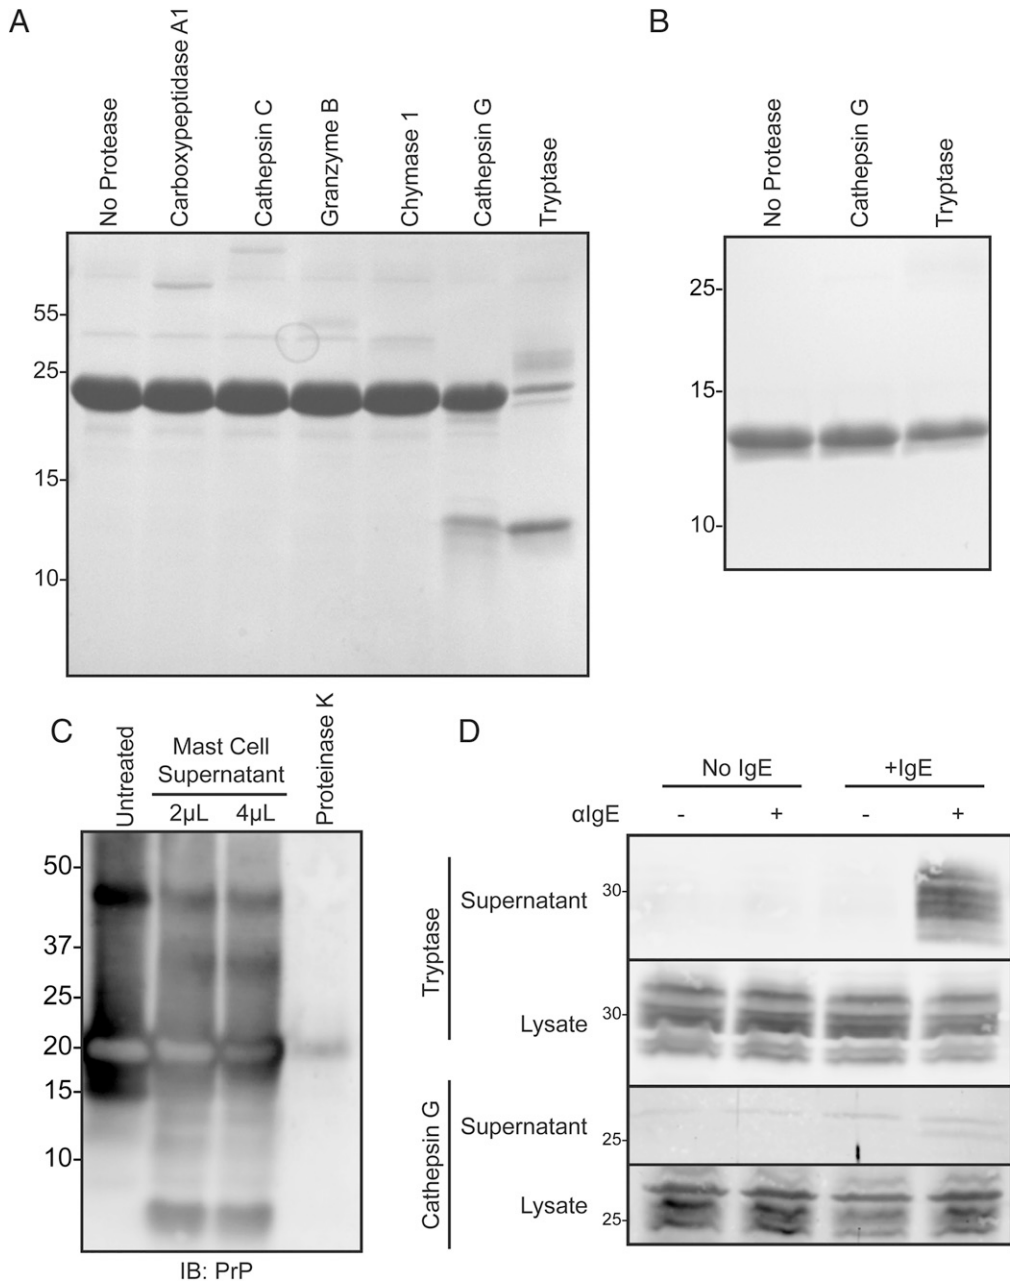 A
No Protease
Carboxypeptidase A1
Cathepsin C
Granzyme B
Chymase 1
Cathepsin G
Tryptase
55-
25-
15-
10-
B
No Protease
Cathepsin G
Tryptase
25-
15-
10-
C
Untreated
Mast Cell
Supernatant
2µL
4µL
Proteinase K
50-
37-
25-
20-
15-
10-
IB: PrP
D
No IgE
+IgE
αIgE
-
+
-
+
Tryptase
Supernatant
30-
Lysate
30-
Cathepsin G
Supernatant
25-
Lysate
25-